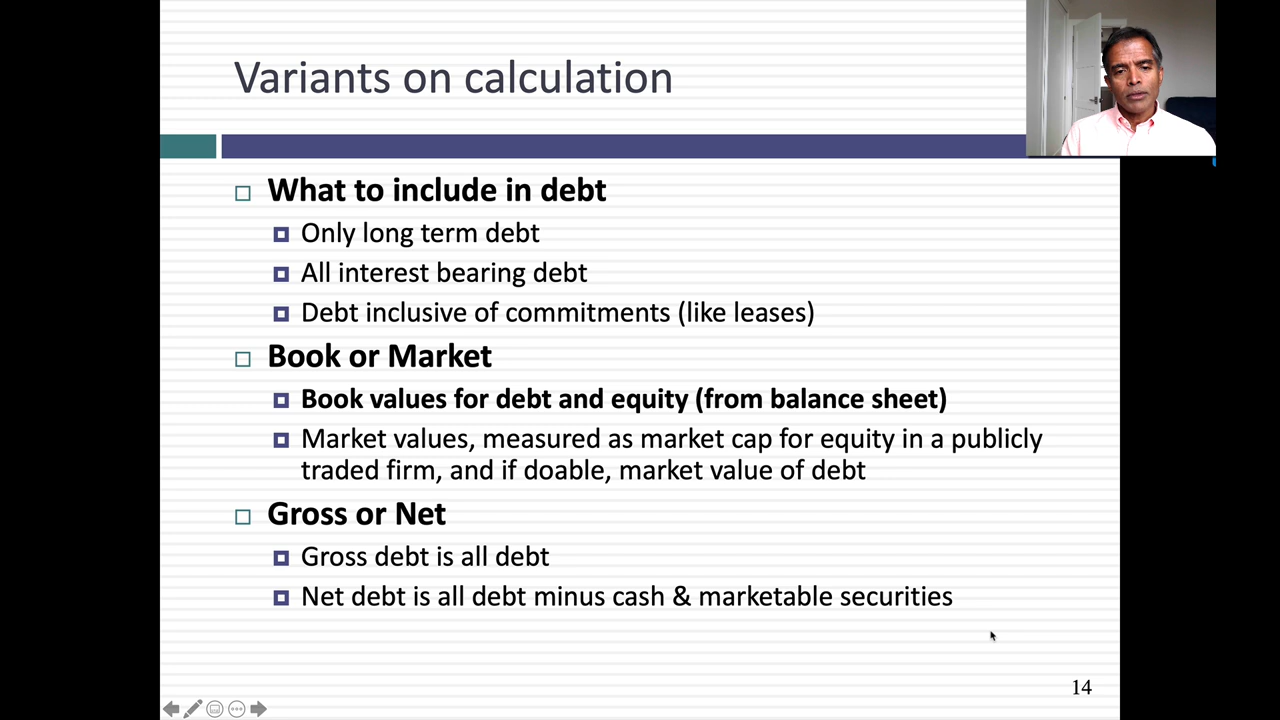 Variants on calculation
What to include in debt
Only long term debt
All interest bearing debt
Debt inclusive of commitments (like leases)
Book or Market
Book values for debt and equity (from balance sheet)
Market values, measured as market cap for equity in a publicly
traded firm, and if doable, market value of debt
Gross or Net
Gross debt is all debt
Net debt is all debt minus cash & marketable securities
14